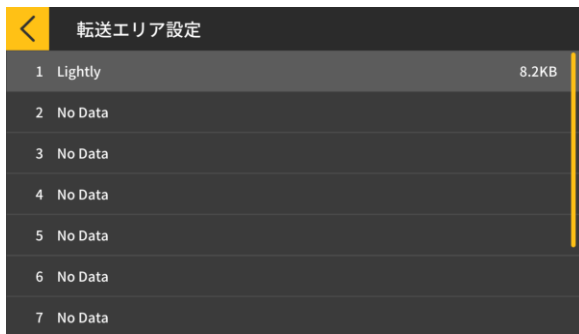 転送エリア設定
1 Lightly 8.2KB
2 No Data
3 No Data
4 No Data
5 No Data
6 No Data
7 No Data